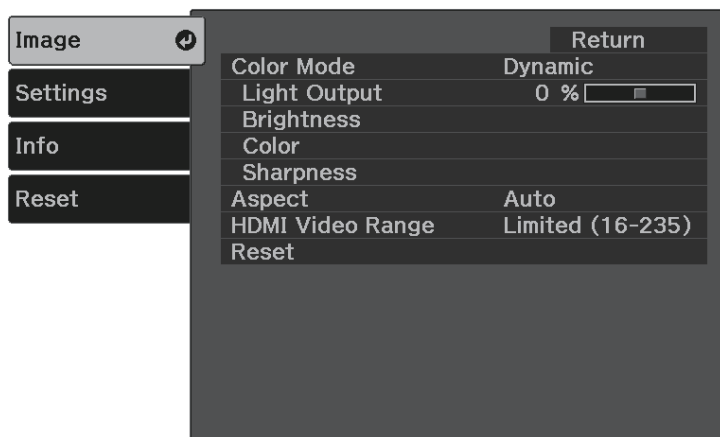 Image
Settings
Info
Reset
Return
Color Mode Dynamic
Light Output 0 %
Brightness
Color
Sharpness
Aspect Auto
HDMI Video Range Limited (16-235)
Reset